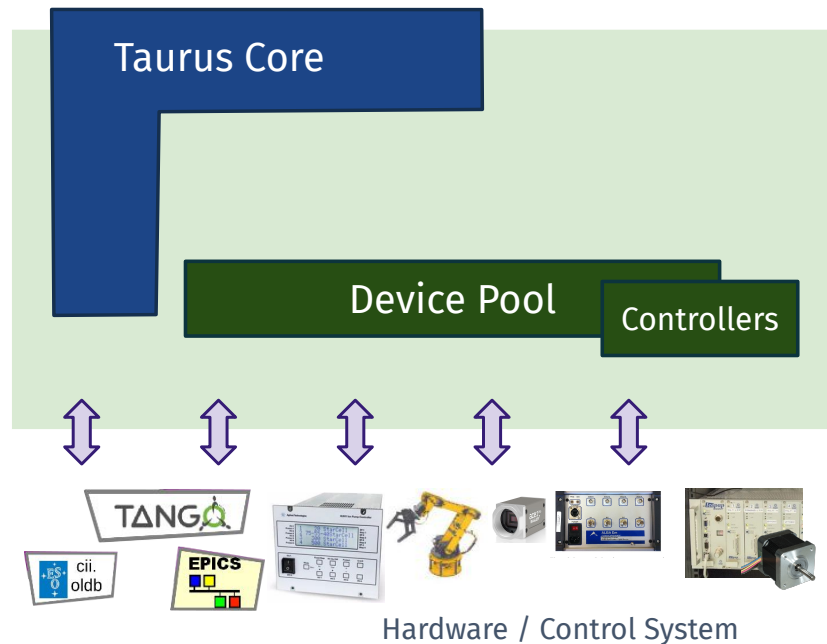 Taurus Core
Device Pool
Controllers
TANGO
cii.
oldb
ESO
EPICS
Hardware / Control System